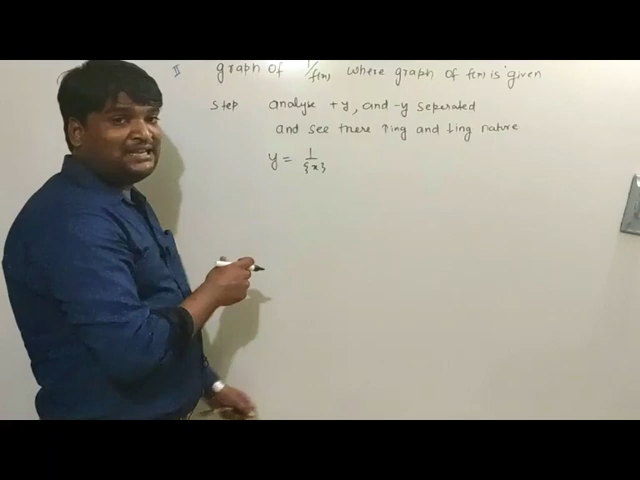 II graph of 1/f(x) where graph of f(x) is given
Step analyse + y, and -y seperated
and see there ↑ing and ↓ing nature
y = 1/{x}